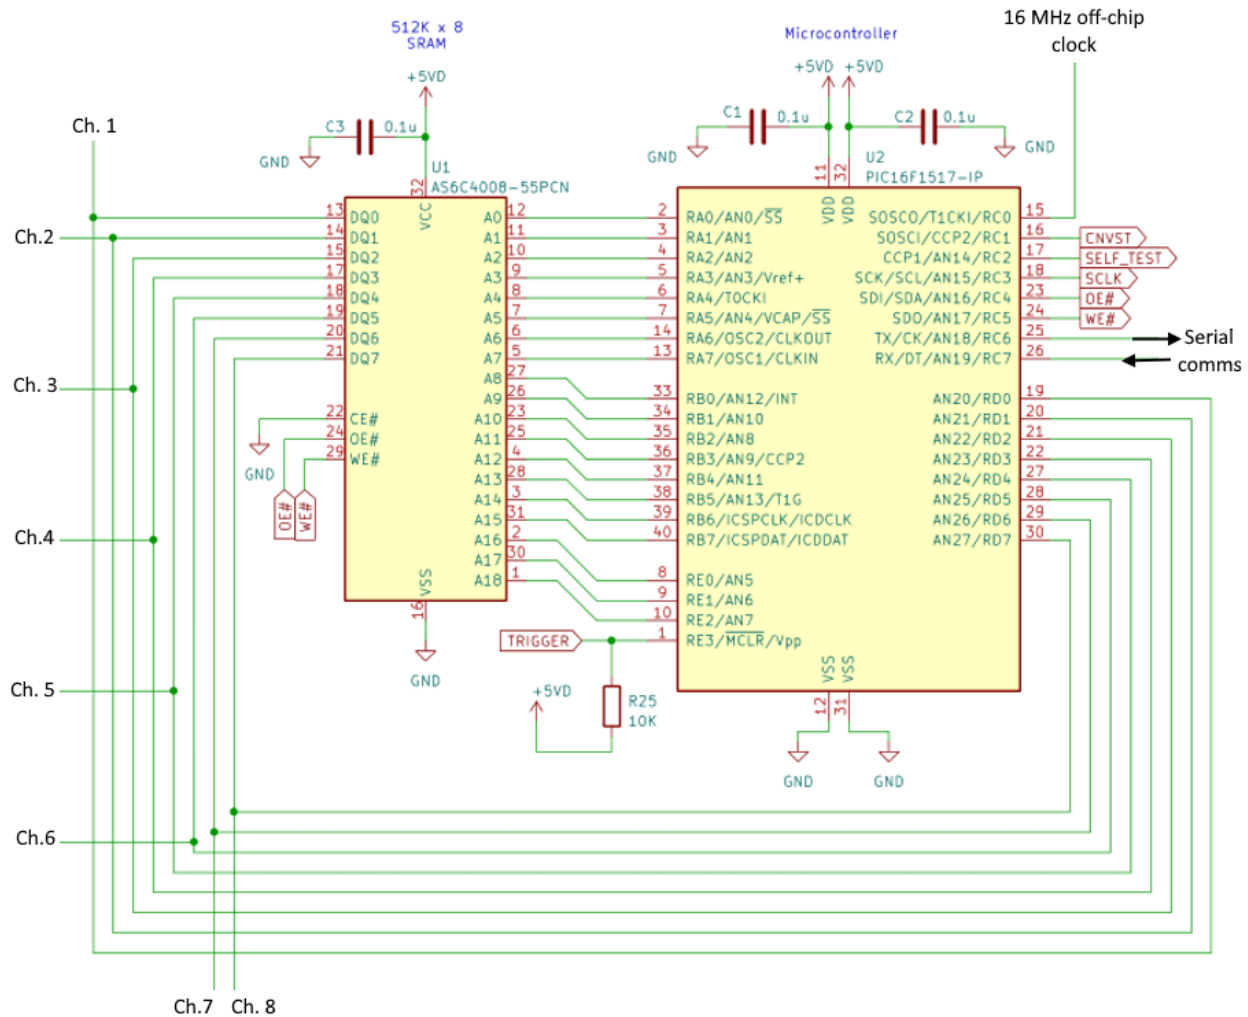 16 MHz off-chip
clock
512K x 8
SRAM
Microcontroller
+5VD
+5VD
+5VD
Ch. 1
C3
0.1u
GND
C1
0.1u
GND
C2
0.1u
GND
U1
AS6C4008-55PCN
U2
PIC16F1517-IP
32
VCC
11
VDD
32
VDD
13 DQ0
14 DQ1
15 DQ2
17 DQ3
18 DQ4
19 DQ5
20 DQ6
21 DQ7
22 CE#
24 OE#
29 WE#
GND
OE#
WE#
A0 12
A1 11
A2 10
A3 9
A4 8
A5 7
A6 6
A7 5
A8 27
A9 26
A10 23
A11 25
A12 4
A13 28
A14 3
A15 31
A16 2
A17 30
A18 1
VSS
16
GND
2 RA0/AN0/SS
3 RA1/AN1
4 RA2/AN2
5 RA3/AN3/Vref+
6 RA4/TOCKI
7 RA5/AN4/VCAP/SS
14 RA6/OSC2/CLKOUT
13 RA7/OSC1/CLKIN
33 RB0/AN12/INT
34 RB1/AN10
35 RB2/AN8
36 RB3/AN9/CCP2
37 RB4/AN11
38 RB5/AN13/T1G
39 RB6/ICSPCLK/ICDCLK
40 RB7/ICSPDAT/ICDDAT
8 RE0/AN5
9 RE1/AN6
10 RE2/AN7
1 RE3/MCLR/Vpp
TRIGGER
+5VD
R25
10K
SOSCO/T1CKI/RC0 15
SOSCI/CCP2/RC1 16 CNVST
CCP1/AN14/RC2 17 SELF_TEST
SCK/SCL/AN15/RC3 18 SCLK
SDI/SDA/AN16/RC4 23 OE#
SDO/AN17/RC5 24 WE#
TX/CK/AN18/RC6 25
RX/DT/AN19/RC7 26
Serial
comms
AN20/RD0 19
AN21/RD1 20
AN22/RD2 21
AN23/RD3 22
AN24/RD4 27
AN25/RD5 28
AN26/RD6 29
AN27/RD7 30
VSS
12
VSS
31
GND
GND
Ch.2
Ch. 3
Ch.4
Ch. 5
Ch.6
Ch.7
Ch. 8